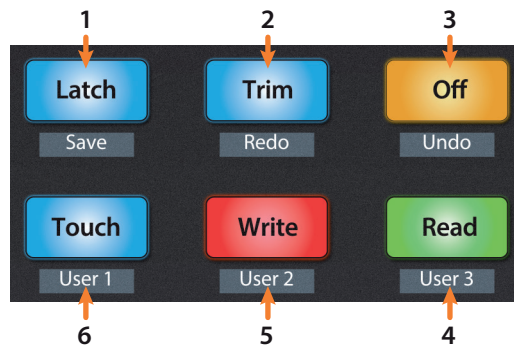 1 2 3
Latch Trim Off
Save Redo Undo
Touch Write Read
User 1 User 2 User 3
6 5 4